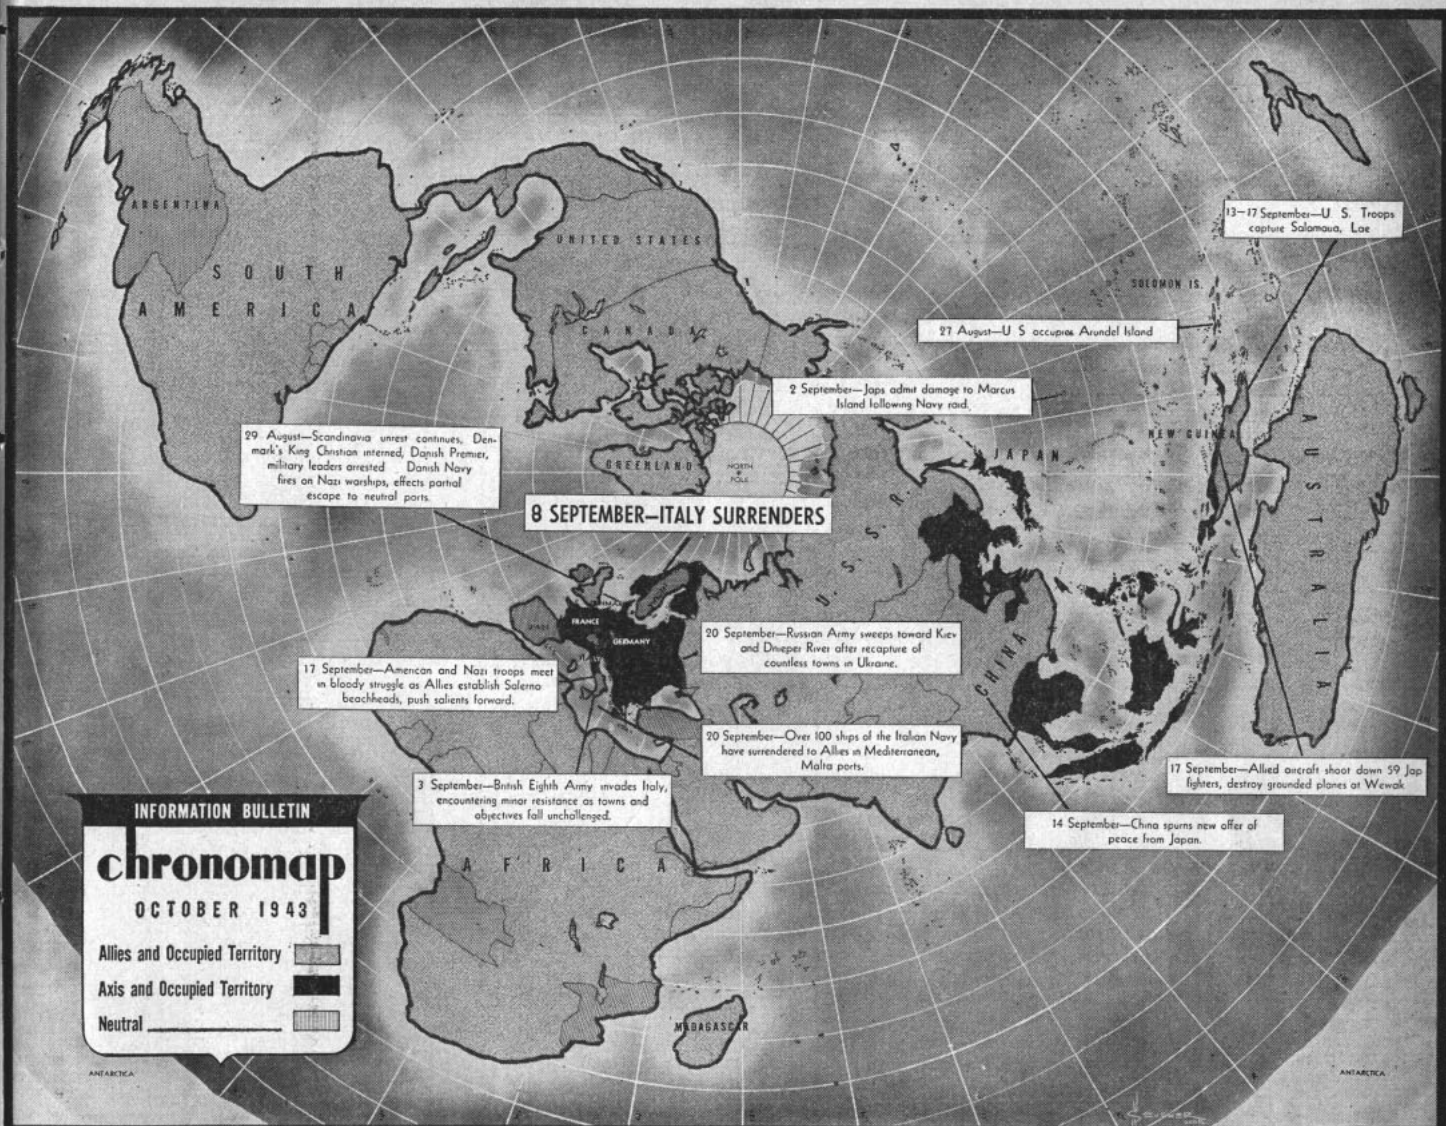 ARGENTINA
SOUTH
AMERICA
UNITED STATES
CANADA
GREENLAND
NORTH
POLE
13–17 September—U. S. Troops
capture Salamaua, Lae
SOLOMON IS.
27 August—U S occupies Arundel Island
2 September—Japs admit damage to Marcus
Island following Navy raid.
NEW GUINEA
JAPAN
AUSTRALIA
29 August—Scandinavia unrest continues, Den-
mark's King Christian interned, Danish Premier,
military leaders arrested Danish Navy
fires on Nazi warships, effects partial
escape to neutral ports.
8 SEPTEMBER—ITALY SURRENDERS
U. S. S. R.
SPAIN
FRANCE
GERMANY
CHINA
20 September—Russian Army sweeps toward Kiev
and Dnieper River after recapture of
countless towns in Ukraine.
17 September—American and Nazi troops meet
in bloody struggle as Allies establish Salerno
beachheads, push salients forward.
20 September—Over 100 ships of the Italian Navy
have surrendered to Allies in Mediterranean,
Malta ports.
3 September—British Eighth Army invades Italy,
encountering minor resistance as towns and
objectives fall unchallenged.
17 September—Allied aircraft shoot down 59 Jap
fighters, destroy grounded planes at Wewak
14 September—China spurns new offer of
peace from Japan.
AFRICA
MADAGASCAR
INFORMATION BULLETIN
chronomap
OCTOBER 1943
Allies and Occupied Territory
Axis and Occupied Territory
Neutral
ANTARCTICA
ANTARCTICA